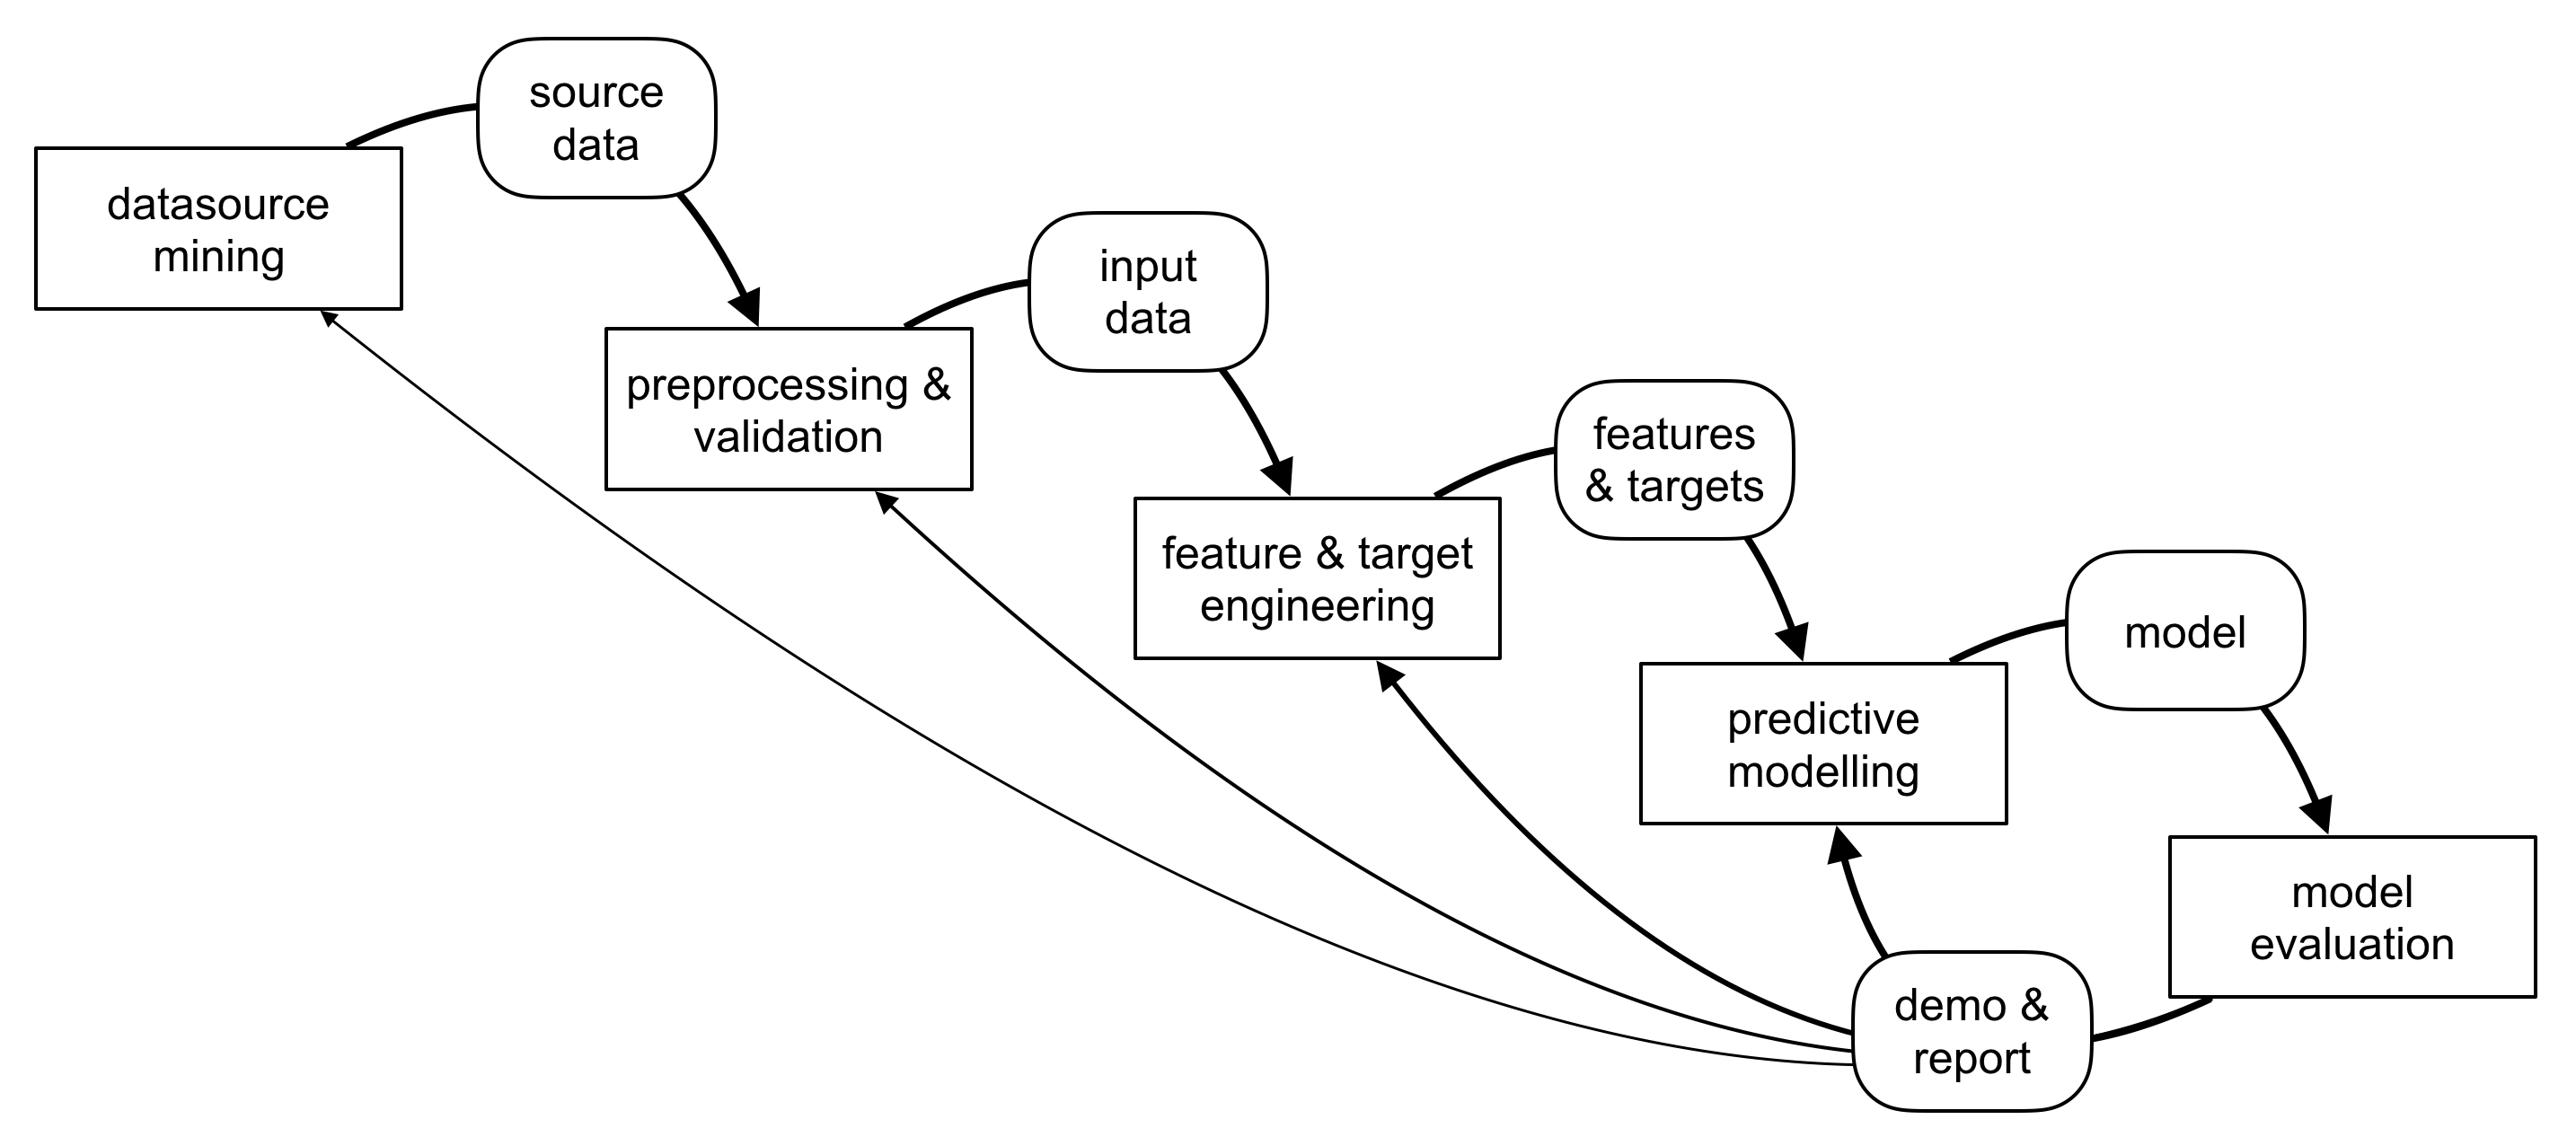 source
data
datasource
mining
input
data
preprocessing &
validation
features
& targets
feature & target
engineering
model
predictive
modelling
model
evaluation
demo &
report